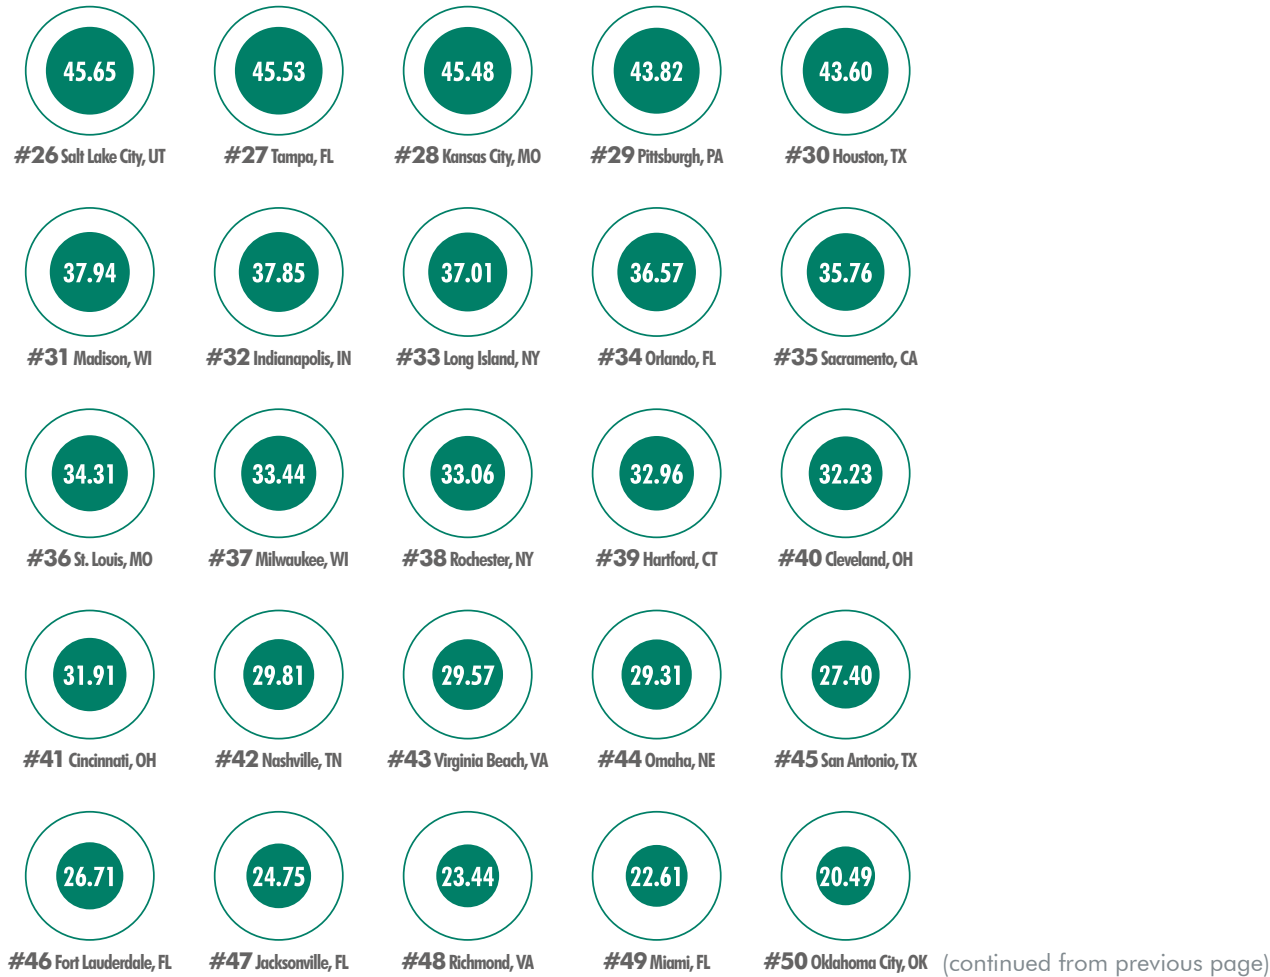 45.65 45.53 45.48 43.82 43.60
#26 Salt Lake City, UT #27 Tampa, FL #28 Kansas City, MO #29 Pittsburgh, PA #30 Houston, TX
37.94 37.85 37.01 36.57 35.76
#31 Madison, WI #32 Indianapolis, IN #33 Long Island, NY #34 Orlando, FL #35 Sacramento, CA
34.31 33.44 33.06 32.96 32.23
#36 St. Louis, MO #37 Milwaukee, WI #38 Rochester, NY #39 Hartford, CT #40 Cleveland, OH
31.91 29.81 29.57 29.31 27.40
#41 Cincinnati, OH #42 Nashville, TN #43 Virginia Beach, VA #44 Omaha, NE #45 San Antonio, TX
26.71 24.75 23.44 22.61 20.49
#46 Fort Lauderdale, FL #47 Jacksonville, FL #48 Richmond, VA #49 Miami, FL #50 Oklahoma City, OK (continued from previous page)